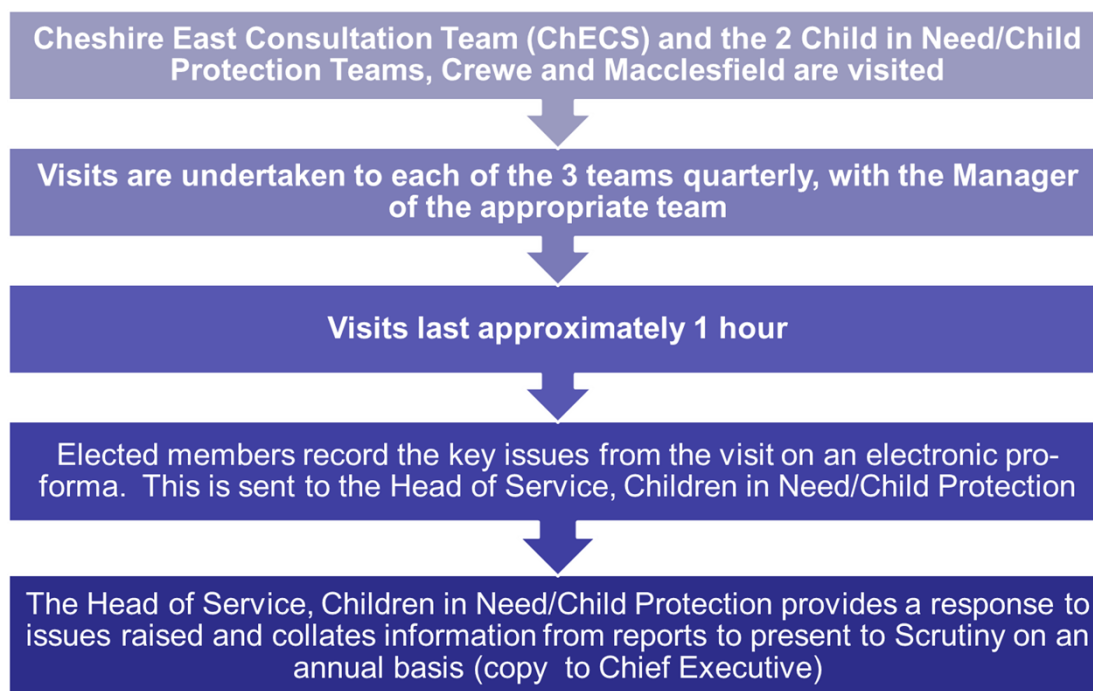 Cheshire East Consultation Team (ChECS) and the 2 Child in Need/Child
Protection Teams, Crewe and Macclesfield are visited
Visits are undertaken to each of the 3 teams quarterly, with the Manager
of the appropriate team
Visits last approximately 1 hour
Elected members record the key issues from the visit on an electronic pro-
forma.  This is sent to the Head of Service, Children in Need/Child Protection
The Head of Service, Children in Need/Child Protection provides a response to
issues raised and collates information from reports to present to Scrutiny on an
annual basis (copy  to Chief Executive)